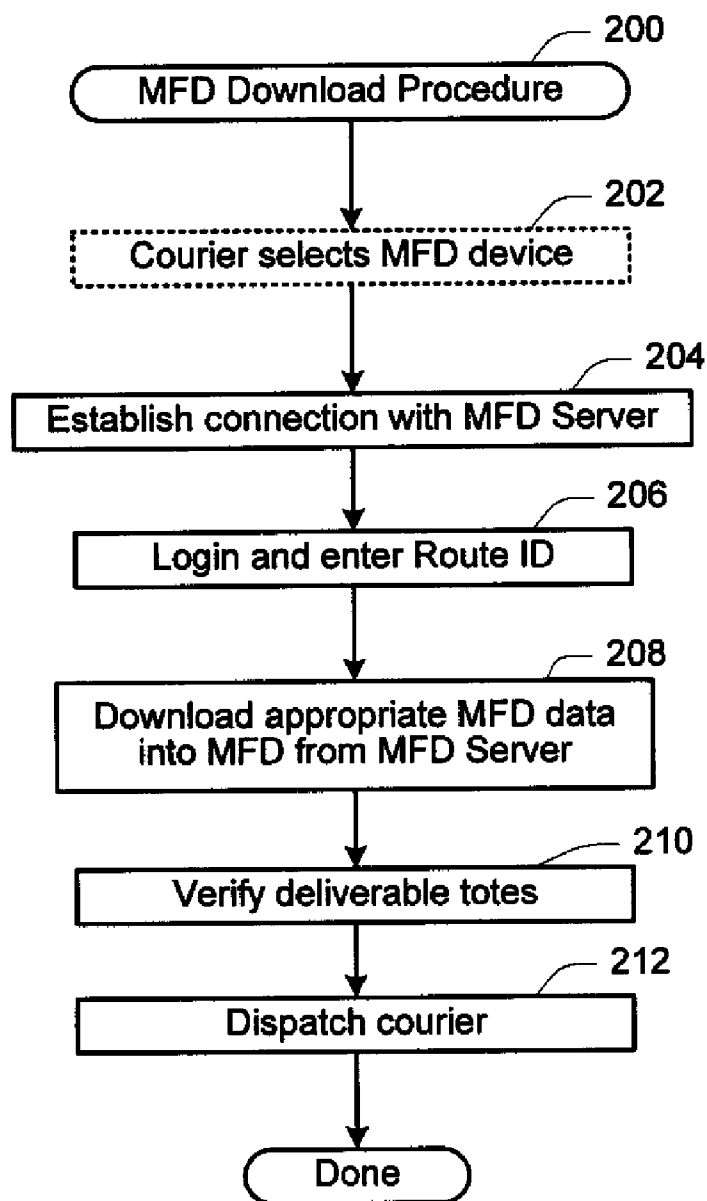 200
MFD Download Procedure
202
Courier selects MFD device
204
Establish connection with MFD Server
206
Login and enter Route ID
208
Download appropriate MFD data
into MFD from MFD Server
210
Verify deliverable totes
212
Dispatch courier
Done